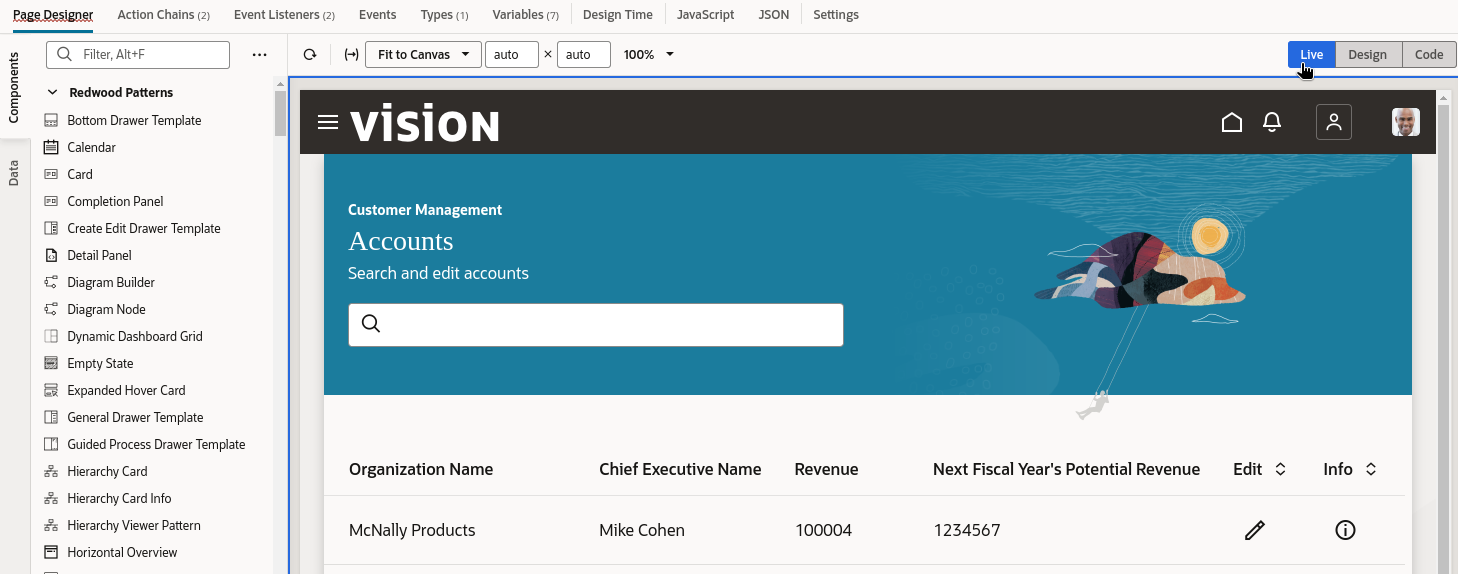 Page Designer Action Chains (2) Event Listeners (2) Events Types (1) Variables (7) Design Time JavaScript JSON Settings
Components
Data
Filter, Alt+F
Fit to Canvas auto × auto 100% Live Design Code
Redwood Patterns
Bottom Drawer Template
Calendar
Card
Completion Panel
Create Edit Drawer Template
Detail Panel
Diagram Builder
Diagram Node
Dynamic Dashboard Grid
Empty State
Expanded Hover Card
General Drawer Template
Guided Process Drawer Template
Hierarchy Card
Hierarchy Card Info
Hierarchy Viewer Pattern
Horizontal Overview
VISION
Customer Management
Accounts
Search and edit accounts
Organization Name Chief Executive Name Revenue Next Fiscal Year's Potential Revenue Edit Info
McNally Products Mike Cohen 100004 1234567